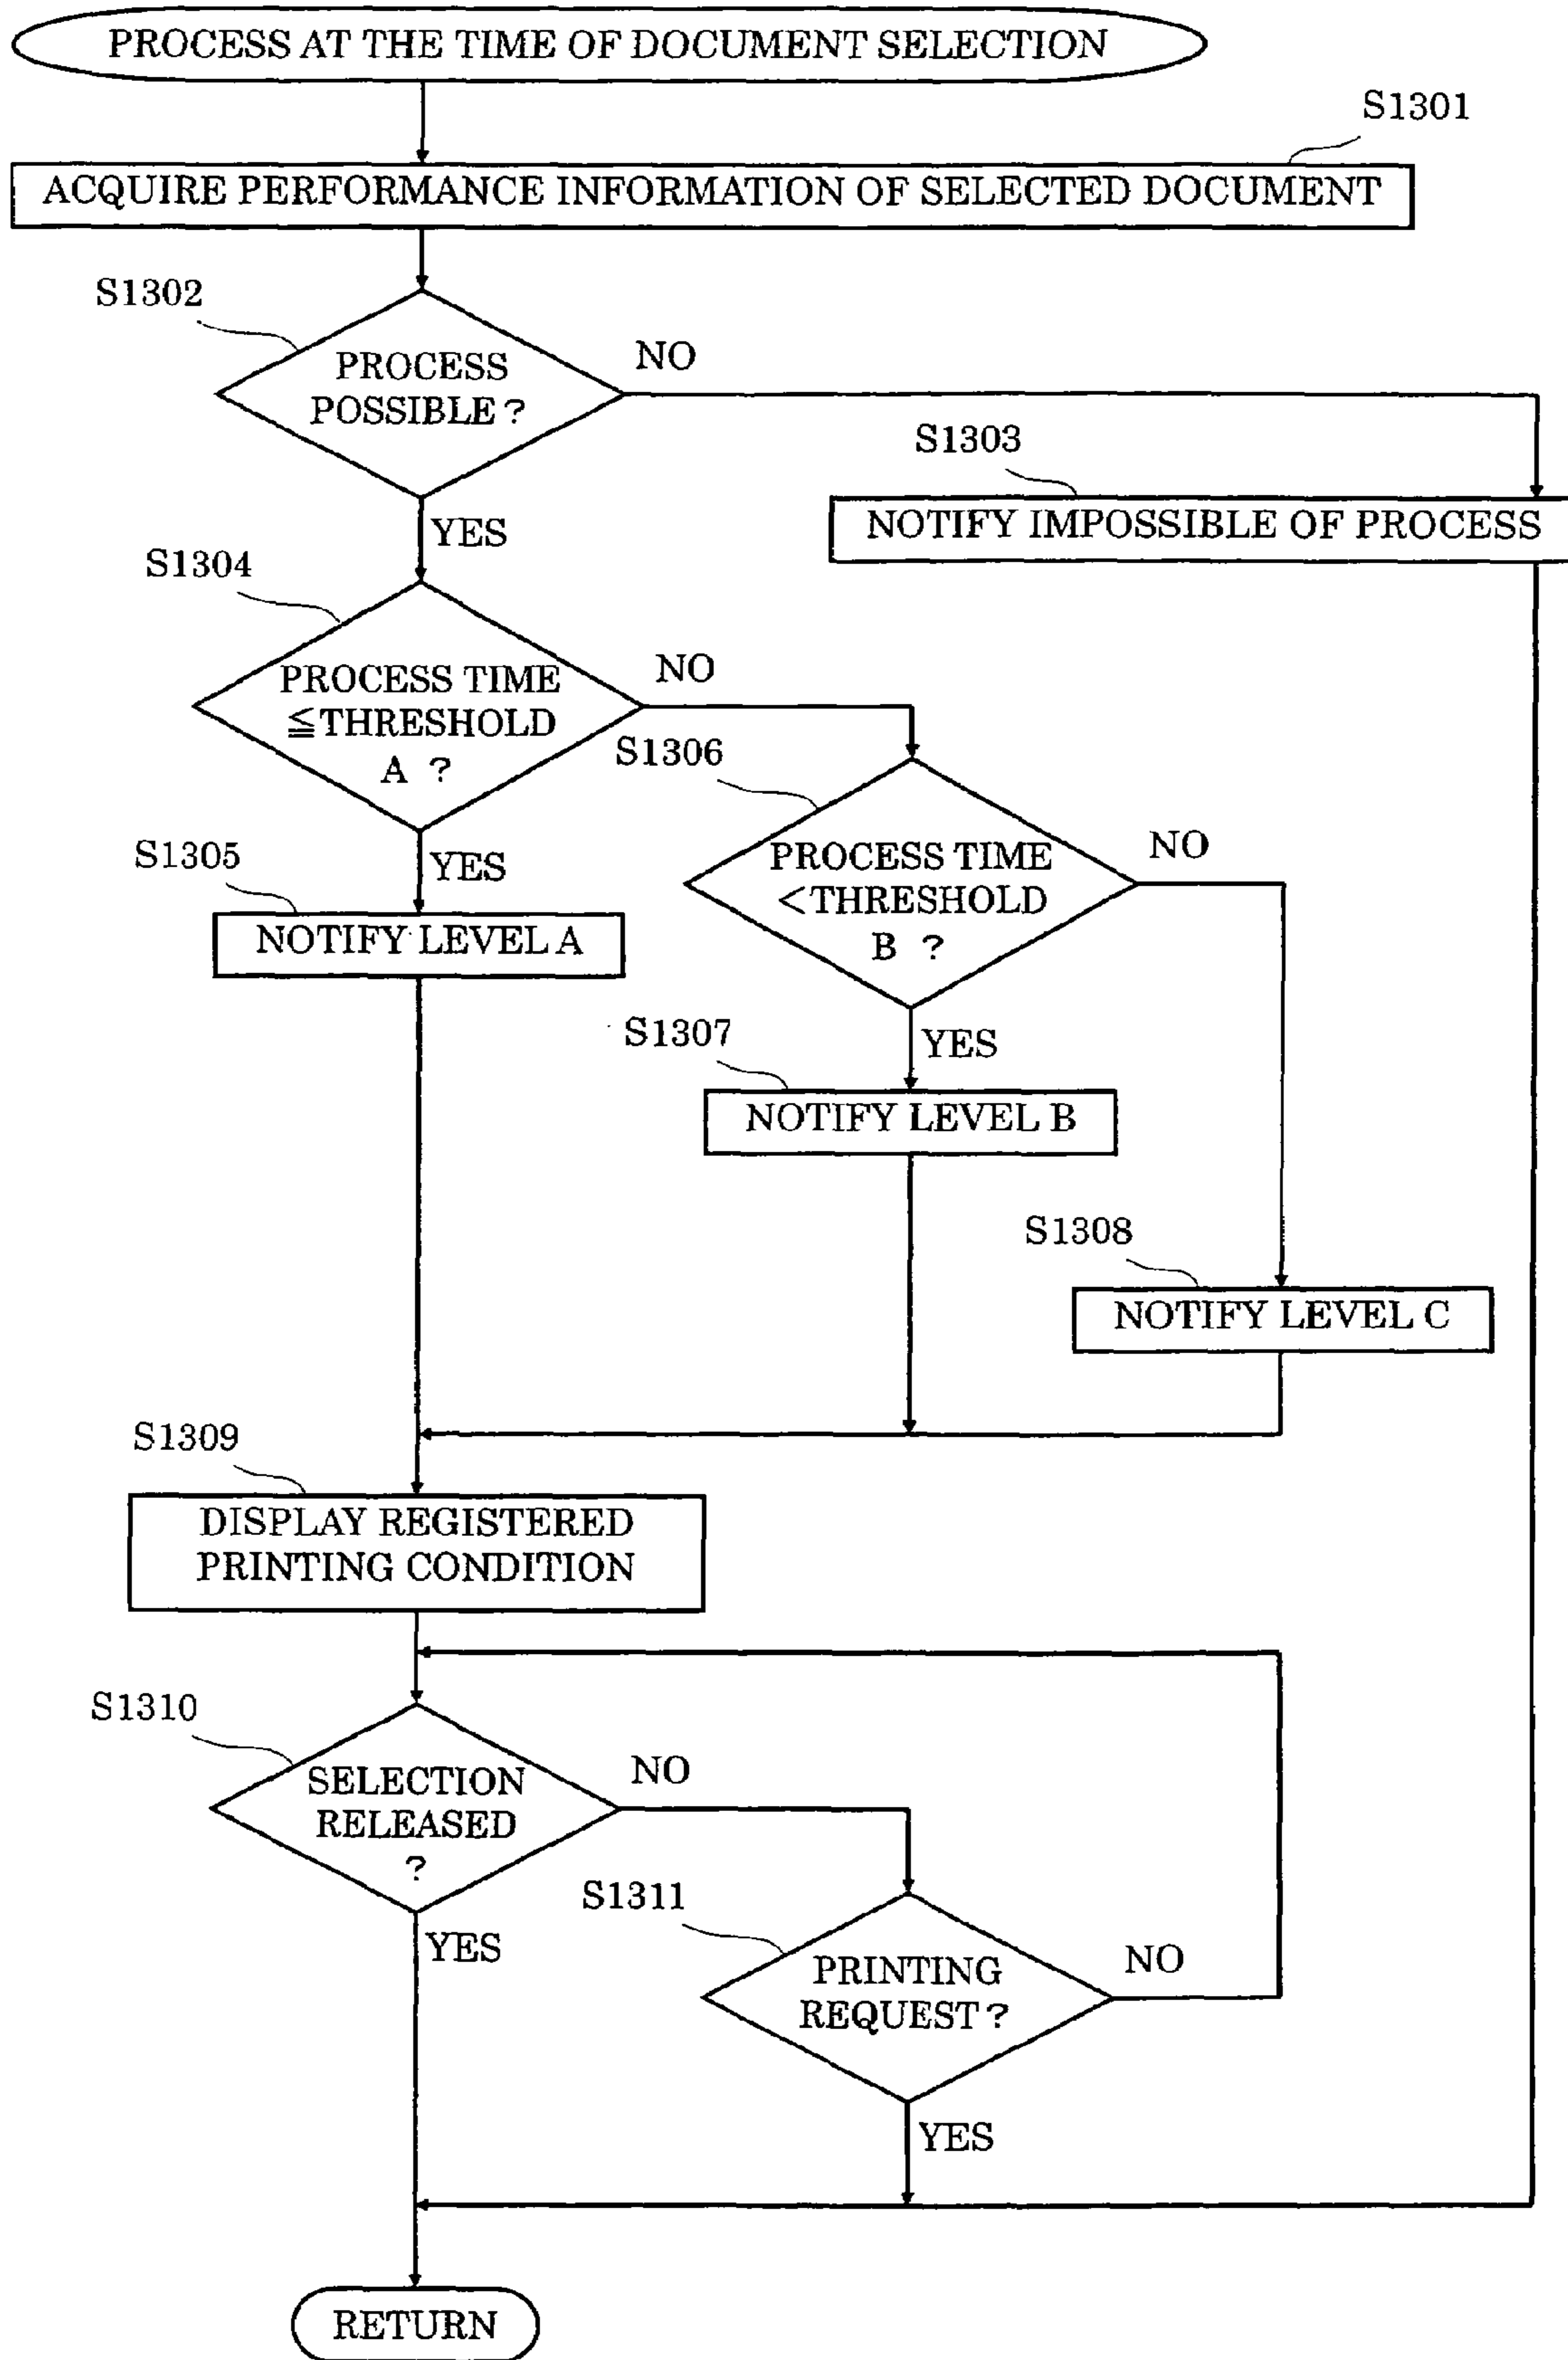 PROCESS AT THE TIME OF DOCUMENT SELECTION
S1301
ACQUIRE PERFORMANCE INFORMATION OF SELECTED DOCUMENT
S1302
PROCESS
POSSIBLE?
NO
YES
S1303
NOTIFY IMPOSSIBLE OF PROCESS
S1304
PROCESS TIME
≦THRESHOLD
A ?
NO
YES
S1305
NOTIFY LEVEL A
S1306
PROCESS TIME
<THRESHOLD
B ?
NO
YES
S1307
NOTIFY LEVEL B
S1308
NOTIFY LEVEL C
S1309
DISPLAY REGISTERED
PRINTING CONDITION
S1310
SELECTION
RELEASED
?
NO
YES
S1311
PRINTING
REQUEST?
NO
YES
RETURN